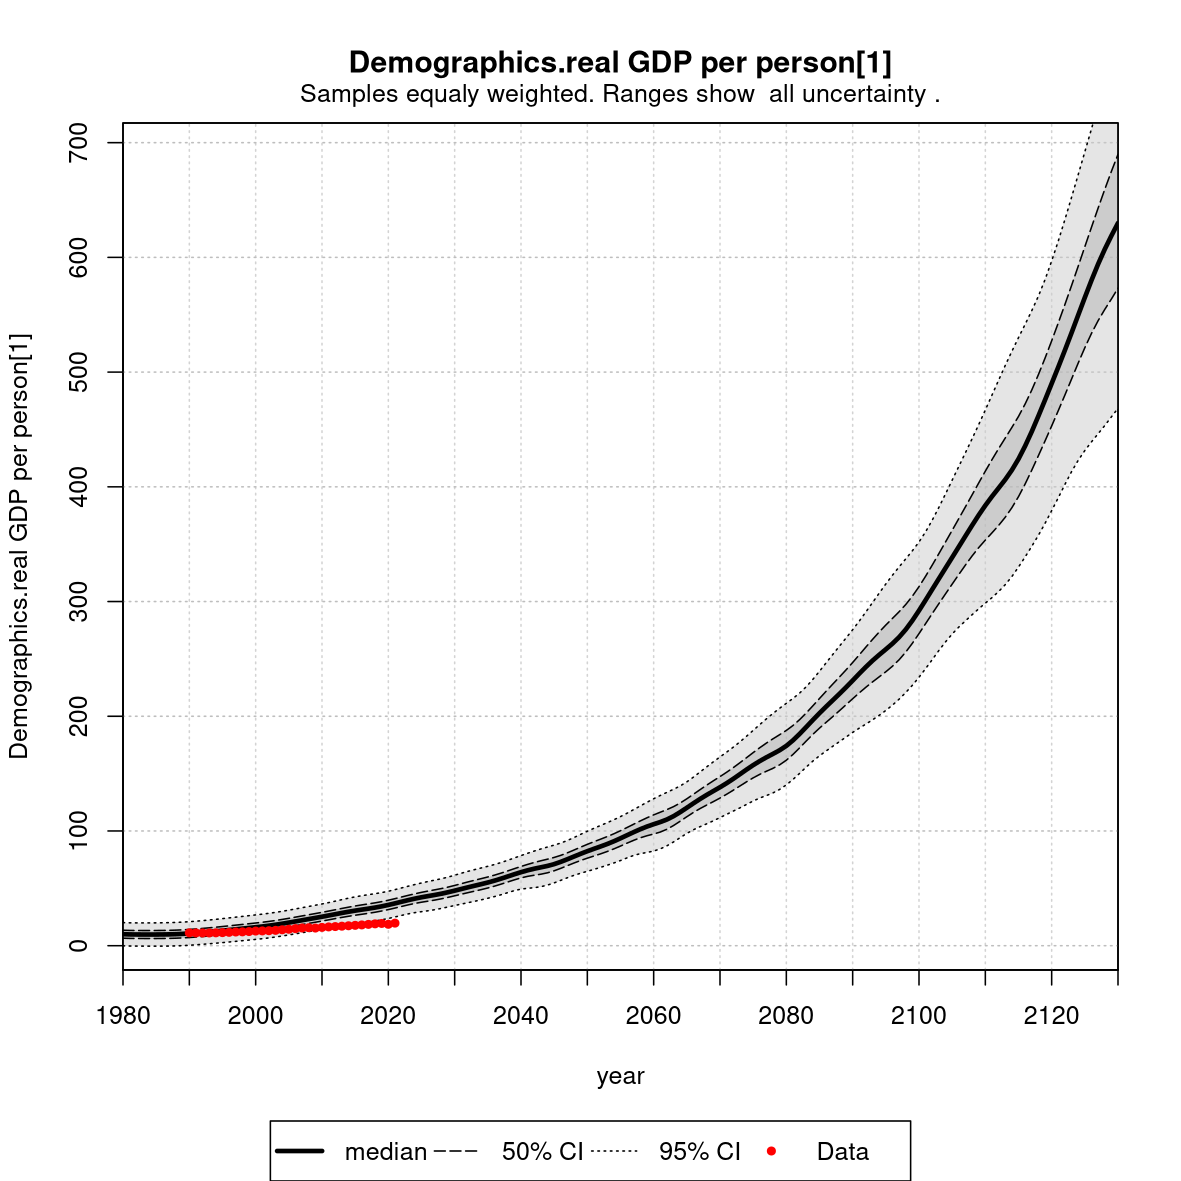 Demographics.real GDP per person[1]
Samples equaly weighted. Ranges show  all uncertainty .
Demographics.real GDP per person[1]
700
600
500
400
300
200
100
0
1980 2000 2020 2040 2060 2080 2100 2120
year
median 50% CI 95% CI Data